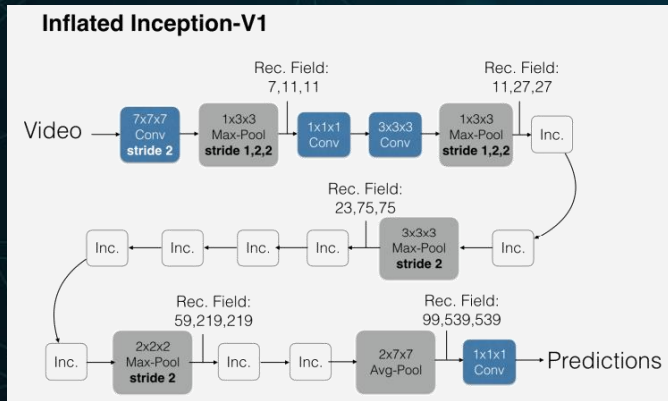 Inflated Inception-V1
Rec. Field:
7,11,11
Rec. Field:
11,27,27
Video
7x7x7
Conv
stride 2
1x3x3
Max-Pool
stride 1,2,2
1x1x1
Conv
3x3x3
Conv
1x3x3
Max-Pool
stride 1,2,2
Inc.
Rec. Field:
23,75,75
Inc.
Inc.
Inc.
Inc.
3x3x3
Max-Pool
stride 2
Inc.
Rec. Field:
59,219,219
Rec. Field:
99,539,539
Inc.
2x2x2
Max-Pool
stride 2
Inc.
Inc.
2x7x7
Avg-Pool
1x1x1
Conv
Predictions